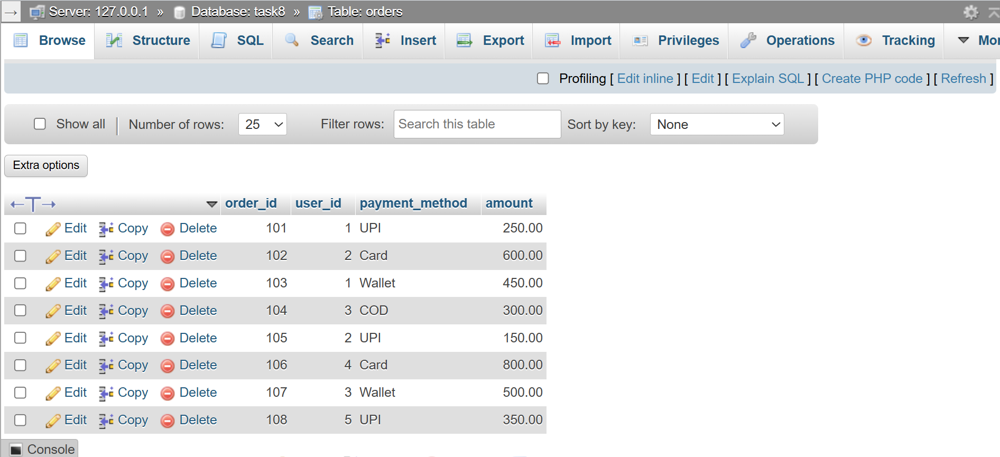 → Server: 127.0.0.1 » Database: task8 » Table: orders
Browse Structure SQL Search Insert Export Import Privileges Operations Tracking
Profiling [ Edit inline ] [ Edit ] [ Explain SQL ] [ Create PHP code ] [ Refresh ]
Show all Number of rows: 25 Filter rows: Search this table Sort by key: None
Extra options
←T→ order_id user_id payment_method amount
Edit Copy Delete 101 1 UPI 250.00
Edit Copy Delete 102 2 Card 600.00
Edit Copy Delete 103 1 Wallet 450.00
Edit Copy Delete 104 3 COD 300.00
Edit Copy Delete 105 2 UPI 150.00
Edit Copy Delete 106 4 Card 800.00
Edit Copy Delete 107 3 Wallet 500.00
Edit Copy Delete 108 5 UPI 350.00
Console